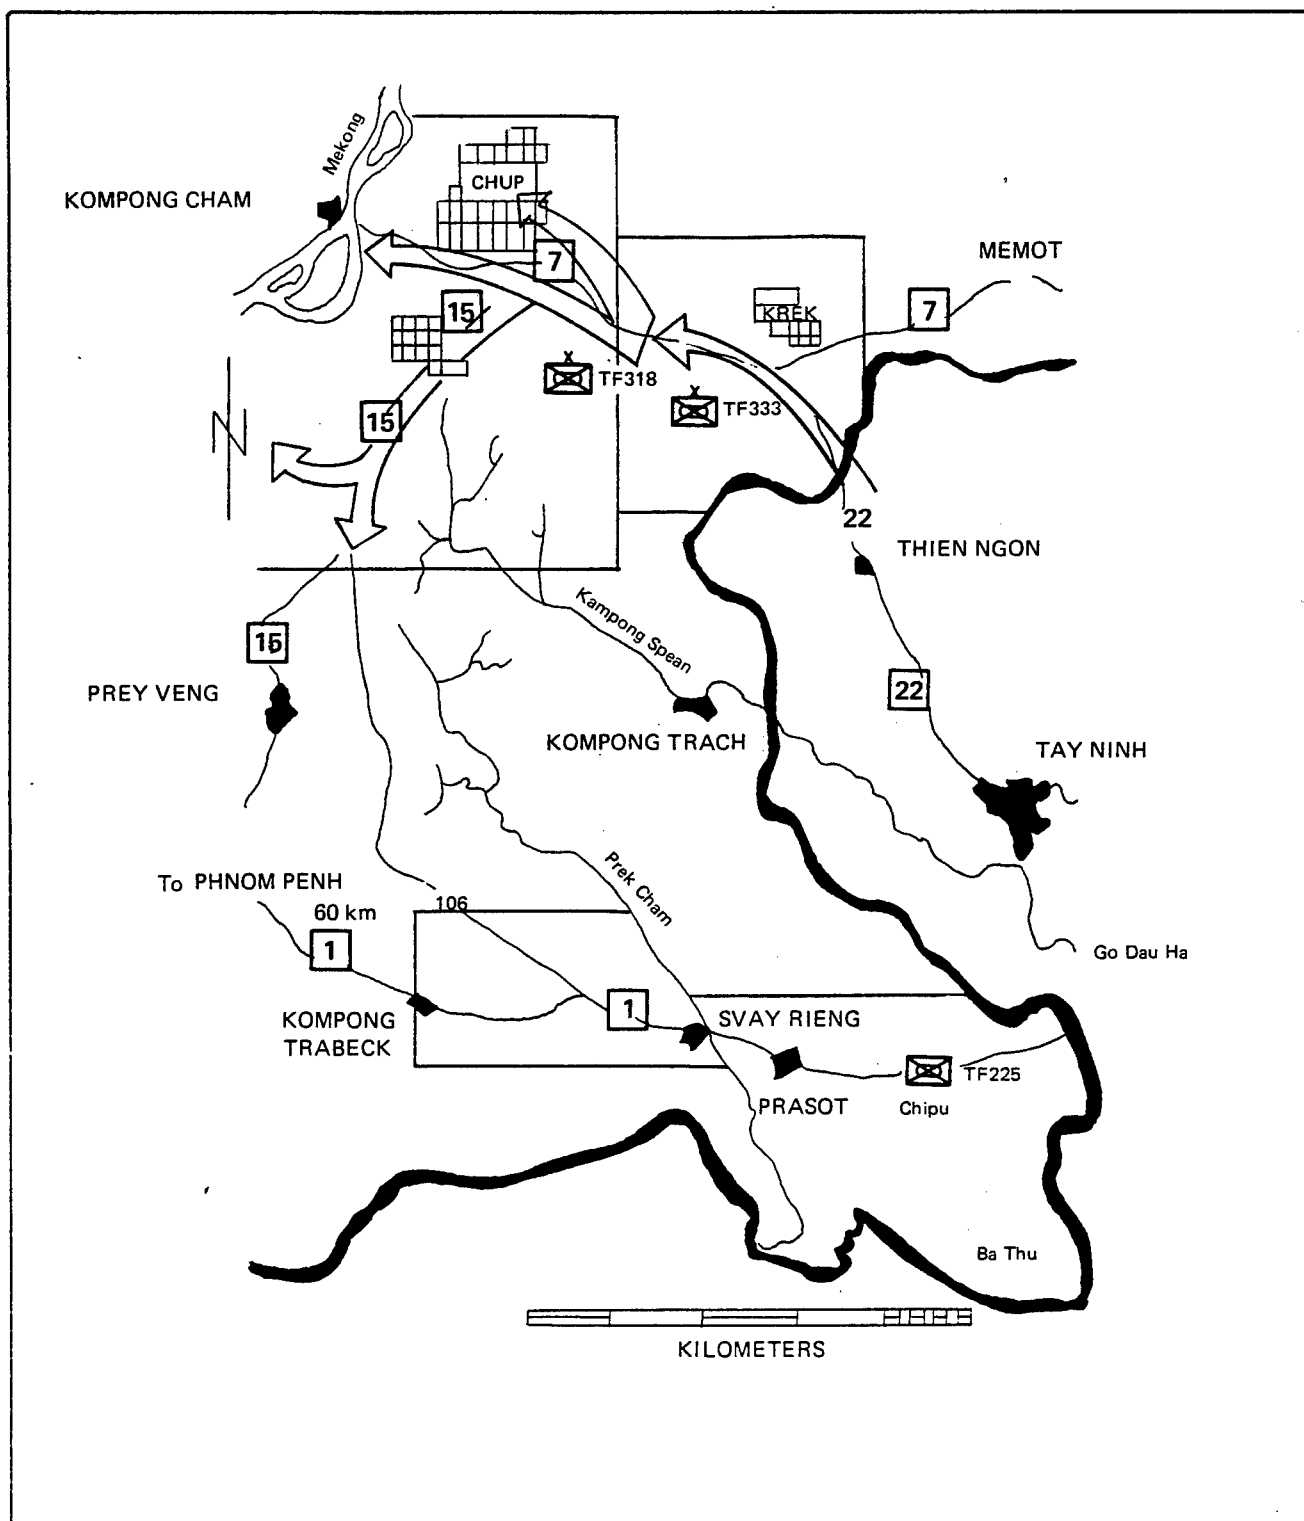 Mekong
KOMPONG CHAM
CHUP
7
MEMOT
7
KREK
15
TF318
TF333
15
N
22
THIEN NGON
Kampong Spean
15
PREY VENG
22
KOMPONG TRACH
TAY NINH
To PHNOM PENH
60 km
106
Prek Cham
1
Go Dau Ha
KOMPONG
TRABECK
1
SVAY RIENG
TF225
PRASOT
Chipu
Ba Thu
KILOMETERS